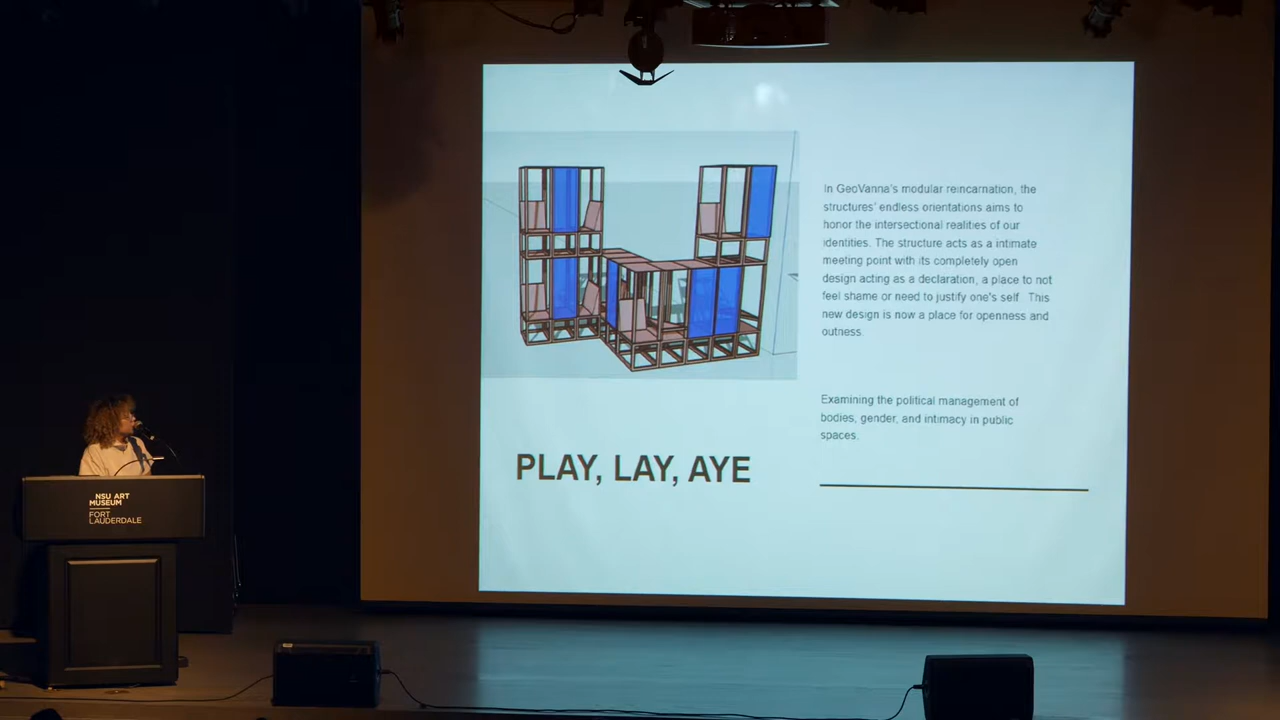 In GeoVanna's modular reincarnation, the
structures' endless orientations aims to
honor the intersectional realities of our
identities. The structure acts as a intimate
meeting point with its completely open
design acting as a declaration, a place to not
feel shame or need to justify one's self. This
new design is now a place for openness and
outness.
Examining the political management of
bodies, gender, and intimacy in public
spaces.
PLAY, LAY, AYE
NSU ART
MUSEUM
FORT
LAUDERDALE